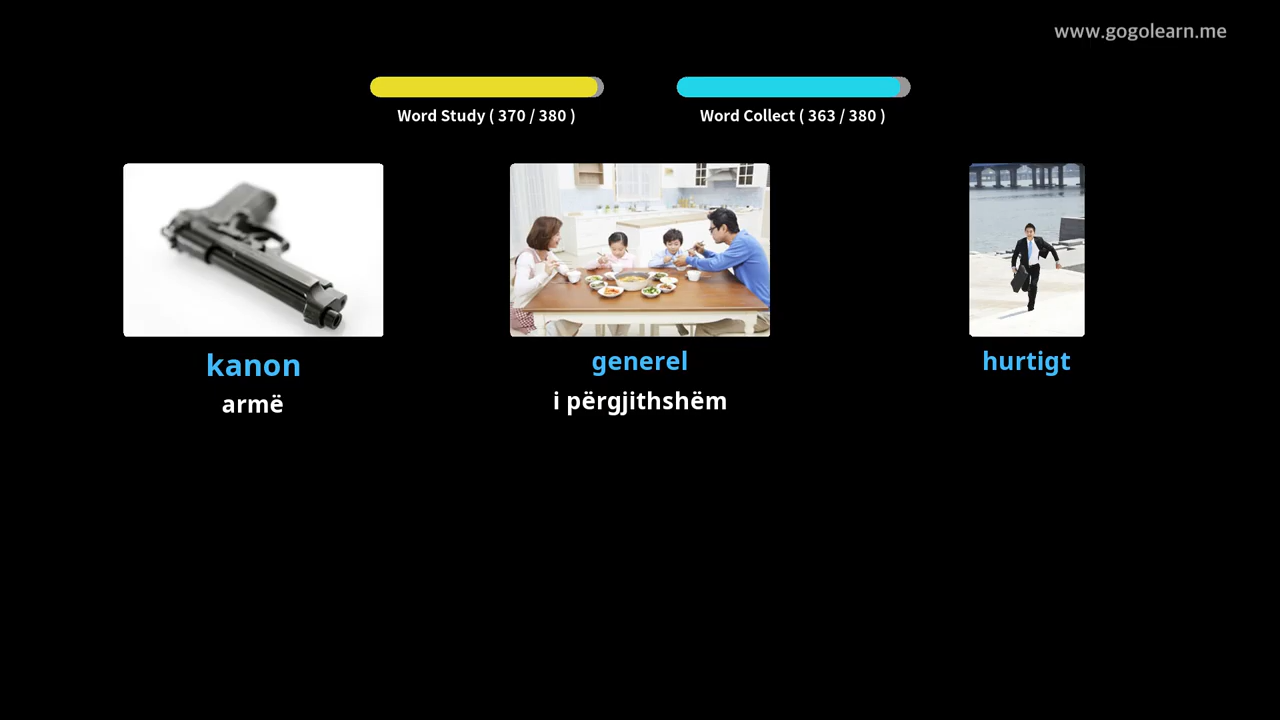 www.gogolearn.me
Word Study ( 370 / 380 )
Word Collect ( 363 / 380 )
kanon
armë
generel
i përgjithshëm
hurtigt